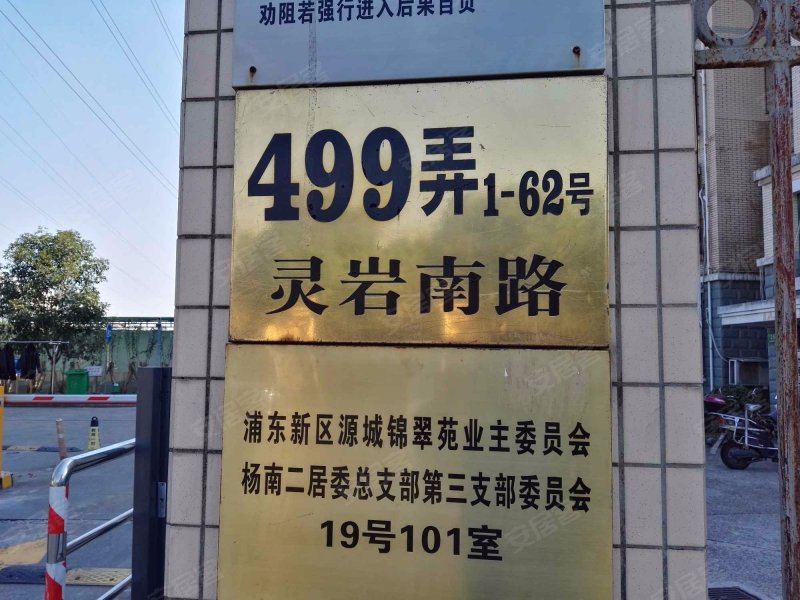 劝阻若强行进入后果自负
499弄1-62号
灵岩南路
浦东新区源城锦翠苑业主委员会
杨南二居委总支部第三支部委员会
19号101室